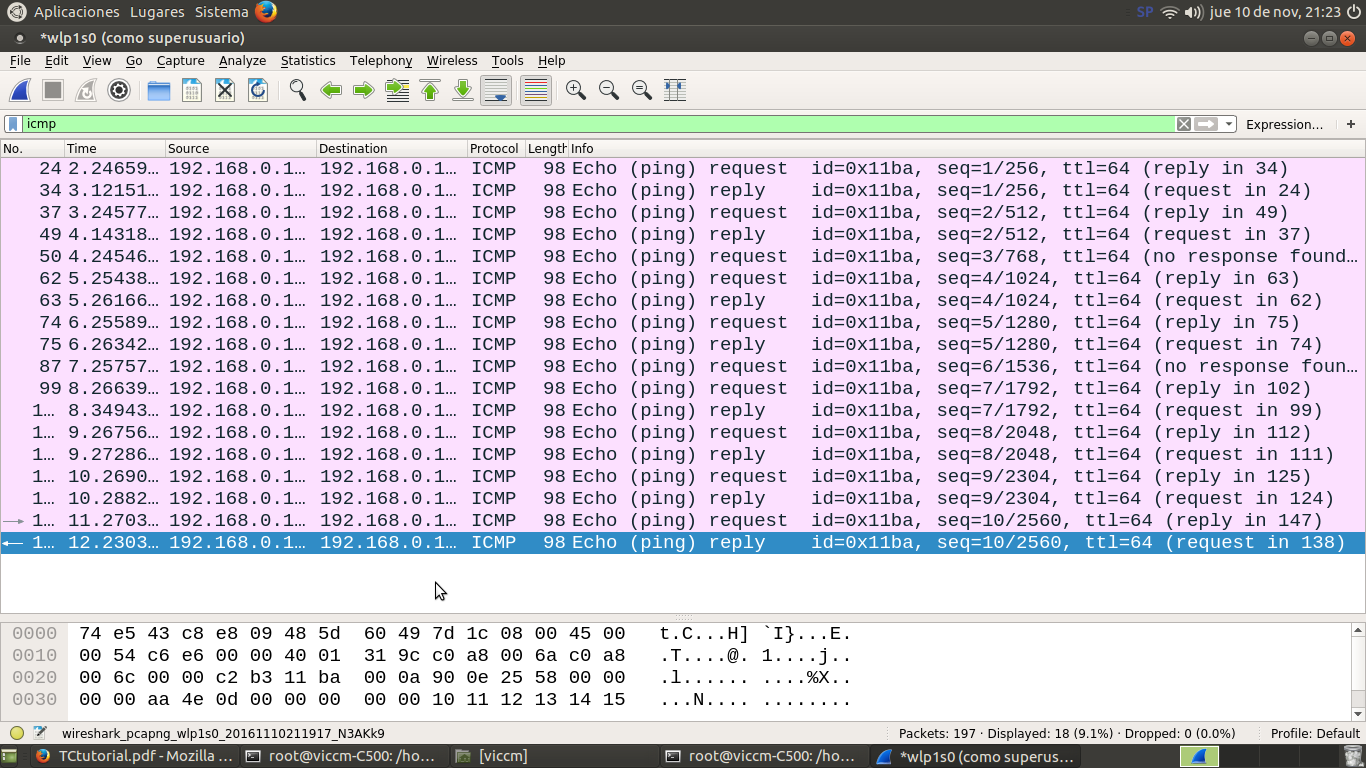 Aplicaciones Lugares Sistema SP jue 10 de nov, 21:23
*wlp1s0 (como superusuario)
File Edit View Go Capture Analyze Statistics Telephony Wireless Tools Help
icmp Expression... +
No. Time Source Destination Protocol Length Info
24 2.24659... 192.168.0.1... 192.168.0.1... ICMP 98 Echo (ping) request id=0x11ba, seq=1/256, ttl=64 (reply in 34)
34 3.12151... 192.168.0.1... 192.168.0.1... ICMP 98 Echo (ping) reply id=0x11ba, seq=1/256, ttl=64 (request in 24)
37 3.24577... 192.168.0.1... 192.168.0.1... ICMP 98 Echo (ping) request id=0x11ba, seq=2/512, ttl=64 (reply in 49)
49 4.14318... 192.168.0.1... 192.168.0.1... ICMP 98 Echo (ping) reply id=0x11ba, seq=2/512, ttl=64 (request in 37)
50 4.24546... 192.168.0.1... 192.168.0.1... ICMP 98 Echo (ping) request id=0x11ba, seq=3/768, ttl=64 (no response found...
62 5.25438... 192.168.0.1... 192.168.0.1... ICMP 98 Echo (ping) request id=0x11ba, seq=4/1024, ttl=64 (reply in 63)
63 5.26166... 192.168.0.1... 192.168.0.1... ICMP 98 Echo (ping) reply id=0x11ba, seq=4/1024, ttl=64 (request in 62)
74 6.25589... 192.168.0.1... 192.168.0.1... ICMP 98 Echo (ping) request id=0x11ba, seq=5/1280, ttl=64 (reply in 75)
75 6.26342... 192.168.0.1... 192.168.0.1... ICMP 98 Echo (ping) reply id=0x11ba, seq=5/1280, ttl=64 (request in 74)
87 7.25757... 192.168.0.1... 192.168.0.1... ICMP 98 Echo (ping) request id=0x11ba, seq=6/1536, ttl=64 (no response foun...
99 8.26639... 192.168.0.1... 192.168.0.1... ICMP 98 Echo (ping) request id=0x11ba, seq=7/1792, ttl=64 (reply in 102)
1... 8.34943... 192.168.0.1... 192.168.0.1... ICMP 98 Echo (ping) reply id=0x11ba, seq=7/1792, ttl=64 (request in 99)
1... 9.26756... 192.168.0.1... 192.168.0.1... ICMP 98 Echo (ping) request id=0x11ba, seq=8/2048, ttl=64 (reply in 112)
1... 9.27286... 192.168.0.1... 192.168.0.1... ICMP 98 Echo (ping) reply id=0x11ba, seq=8/2048, ttl=64 (request in 111)
1... 10.2690... 192.168.0.1... 192.168.0.1... ICMP 98 Echo (ping) request id=0x11ba, seq=9/2304, ttl=64 (reply in 125)
1... 10.2882... 192.168.0.1... 192.168.0.1... ICMP 98 Echo (ping) reply id=0x11ba, seq=9/2304, ttl=64 (request in 124)
1... 11.2703... 192.168.0.1... 192.168.0.1... ICMP 98 Echo (ping) request id=0x11ba, seq=10/2560, ttl=64 (reply in 147)
1... 12.2303... 192.168.0.1... 192.168.0.1... ICMP 98 Echo (ping) reply id=0x11ba, seq=10/2560, ttl=64 (request in 138)
0000 74 e5 43 c8 e8 09 48 5d 60 49 7d 1c 08 00 45 00 t.C...H] `I}...E.
0010 00 54 c6 e6 00 00 40 01 31 9c c0 a8 00 6a c0 a8 .T....@. 1....j..
0020 00 6c 00 00 c2 b3 11 ba 00 0a 90 0e 25 58 00 00 .l...... ....%X..
0030 00 00 aa 4e 0d 00 00 00 00 00 10 11 12 13 14 15 ...N.... ........
wireshark_pcapng_wlp1s0_20161110211917_N3AKk9 Packets: 197 · Displayed: 18 (9.1%) · Dropped: 0 (0.0%) Profile: Default
TCtutorial.pdf - Mozilla ... root@viccm-C500: /ho... [viccm] root@viccm-C500: /ho... *wlp1s0 (como superus...